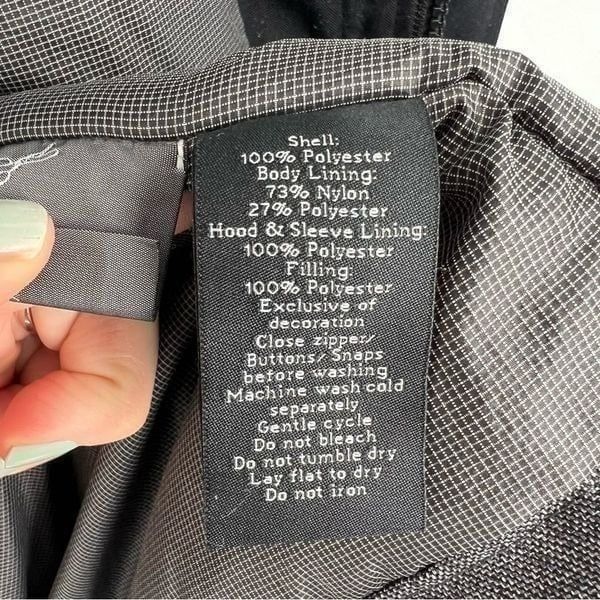 Shell:
100% Polyester
Body Lining:
73% Nylon
27% Polyester
Hood & Sleeve Lining:
100% Polyester
Filling:
100% Polyester
Exclusive of
decoration
Close zipper/
Buttons/ Snaps
before washing
Machine wash cold
separately
Gentle cycle
Do not bleach
Do not tumble dry
Lay flat to dry
Do not iron